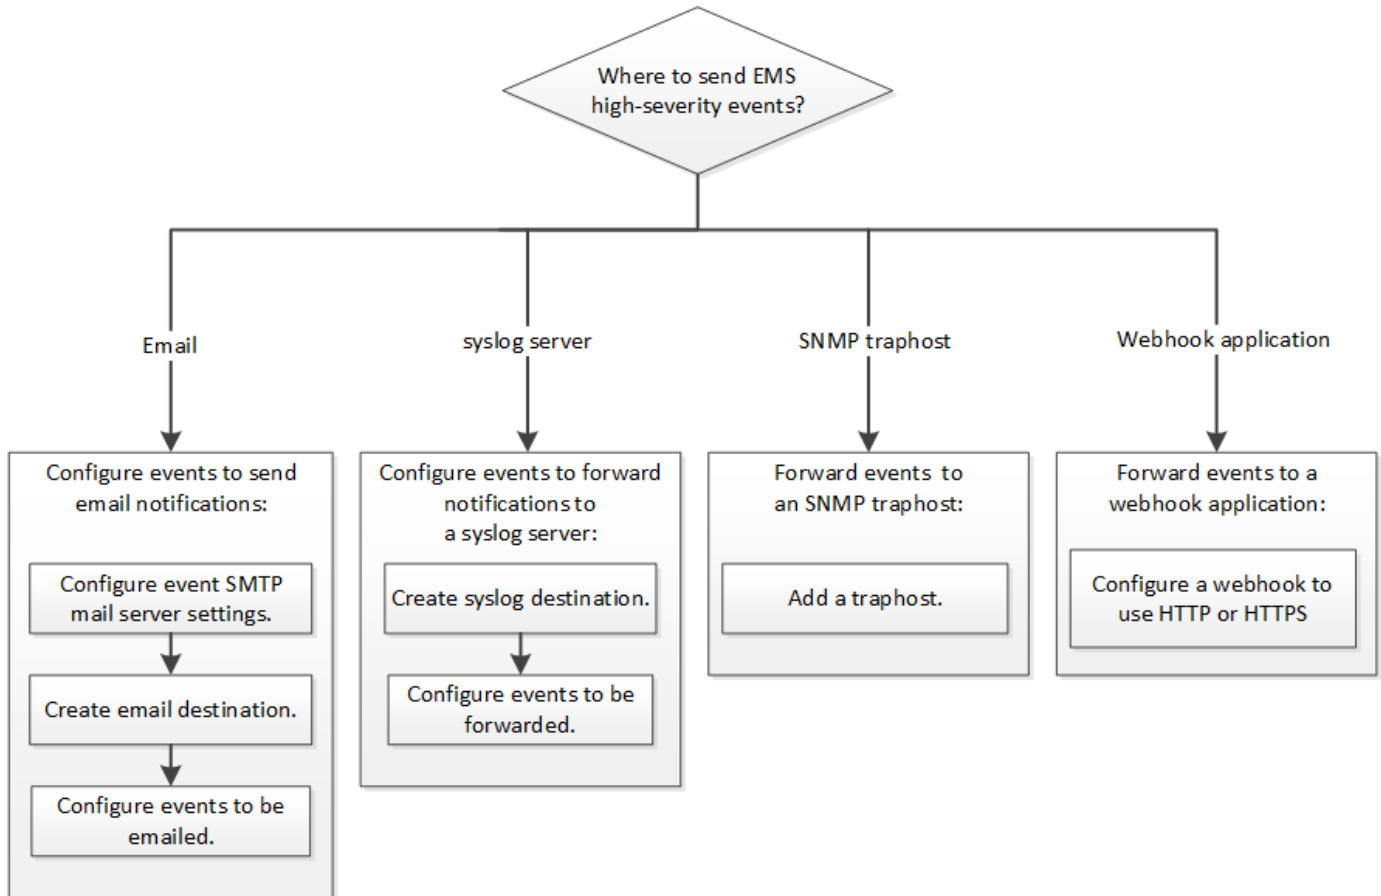 Where to send EMS
high-severity events?
Email
syslog server
SNMP traphost
Webhook application
Configure events to send
email notifications:
Configure event SMTP
mail server settings.
Create email destination.
Configure events to be
emailed.
Configure events to forward
notifications to
a syslog server:
Create syslog destination.
Configure events to be
forwarded.
Forward events to
an SNMP traphost:
Add a traphost.
Forward events to a
webhook application:
Configure a webhook to
use HTTP or HTTPS